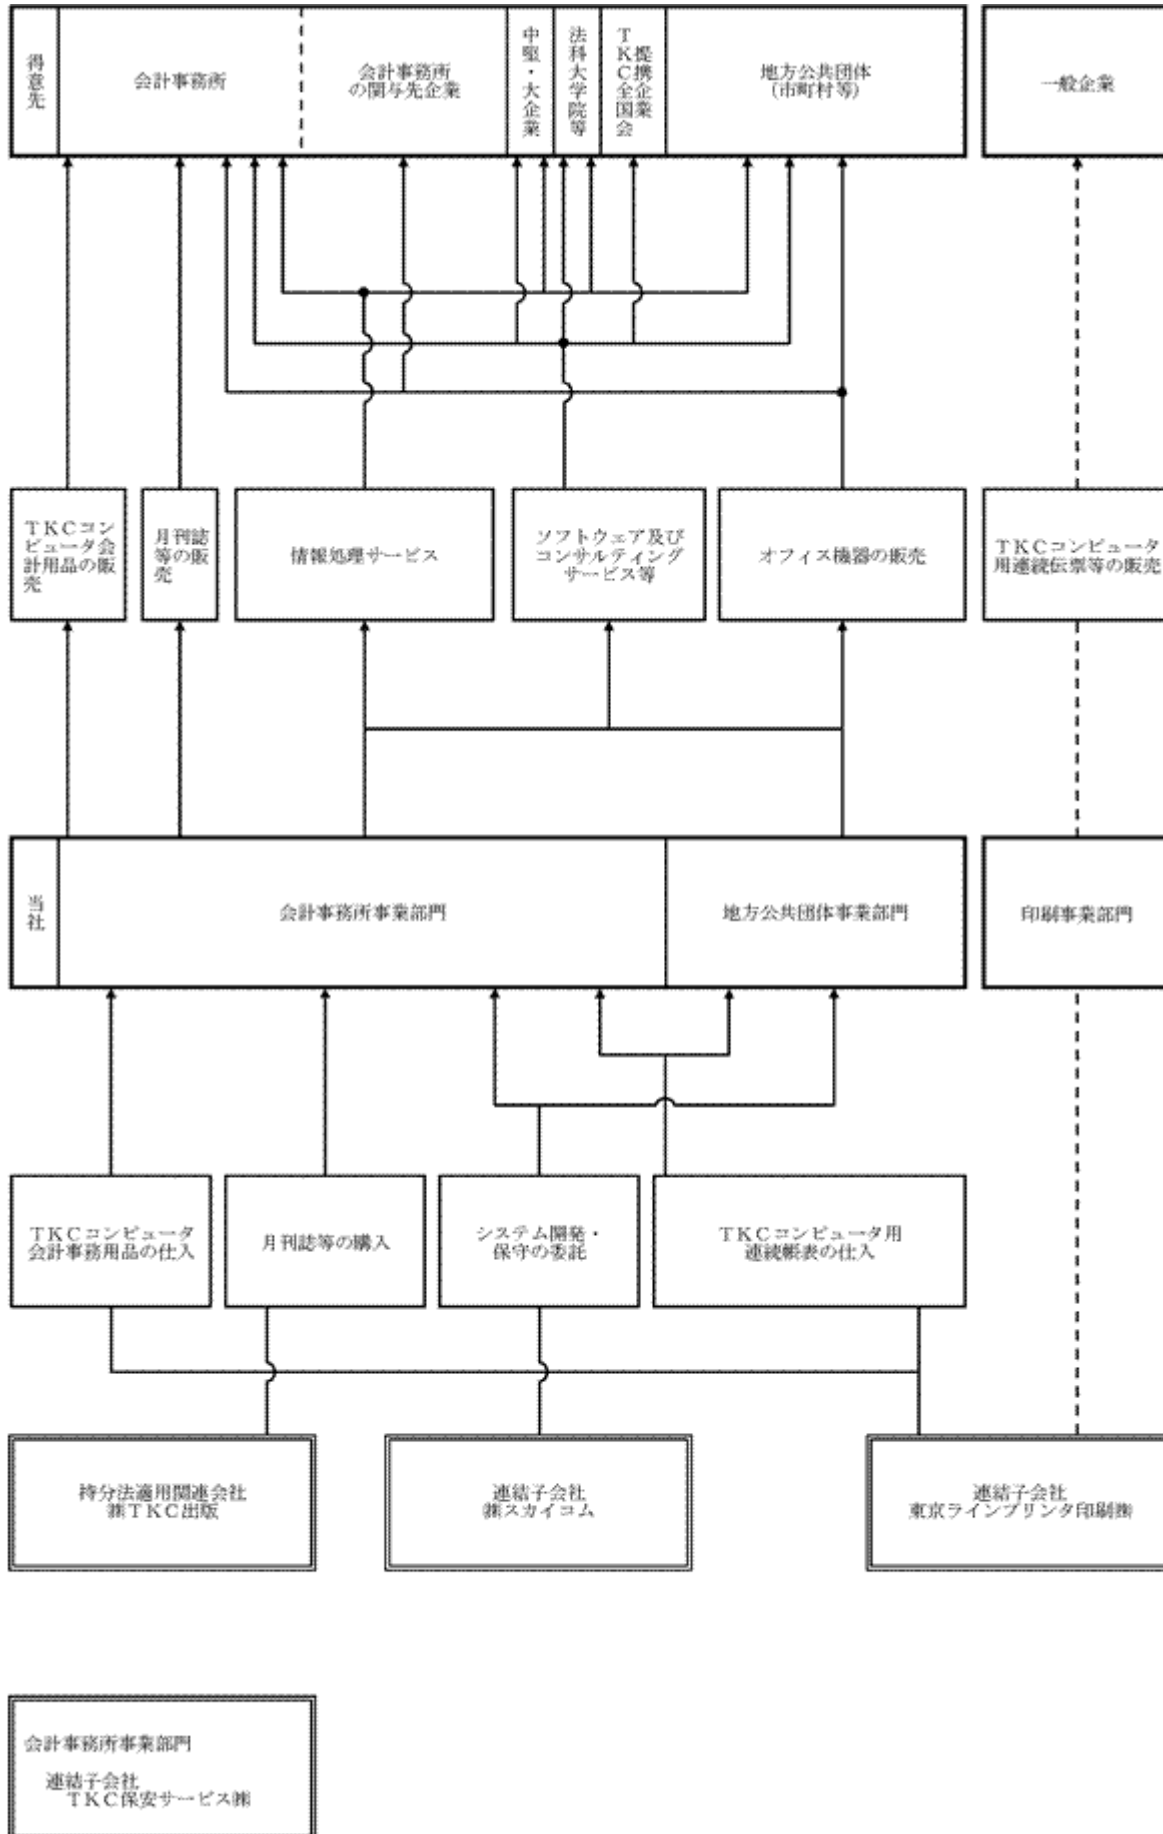 得意先
会計事務所
会計事務所
の関与先企業
中堅・大企業
法科大学院等
TKC全国会
提携企業
地方公共団体
(市町村等)
一般企業
TKCコン
ピュータ会
計用品の販
売
月刊誌
等の販
売
情報処理サービス
ソフトウェア及び
コンサルティング
サービス等
オフィス機器の販売
TKCコンピュータ
用連続伝票等の販売
当社
会計事務所事業部門
地方公共団体事業部門
印刷事業部門
TKCコンピュータ
会計事務用品の仕入
月刊誌等の購入
システム開発・
保守の委託
TKCコンピュータ用
連続帳表の仕入
持分法適用関連会社
㈱TKC出版
連結子会社
㈱スカイコム
連結子会社
東京ラインプリンタ印刷㈱
会計事務所事業部門
連結子会社
TKC保安サービス㈱